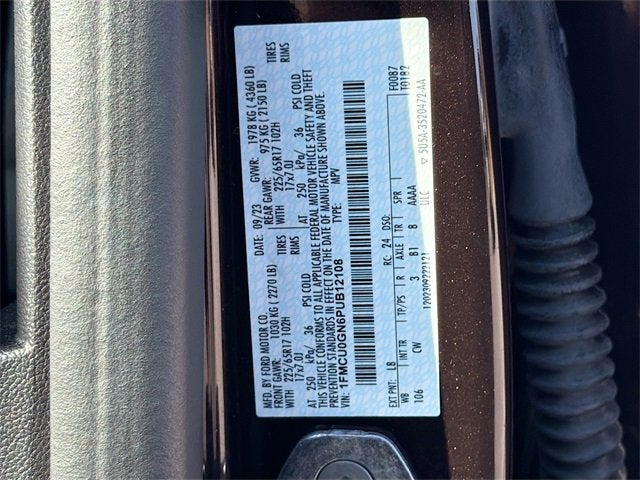 MFD. BY FORD MOTOR CO.
DATE: 09/23 GVWR: 1978 KG ( 4360 LB)
FRONT GAWR: 1030 KG ( 2270 LB) REAR GAWR: 975 KG ( 2150 LB)
225/65R17 102H TIRES WITH 225/65R17 102H TIRES
17x7.0J RIMS WITH 17x7.0J RIMS
AT 250 kPa/ 36 PSI COLD AT 250 kPa/ 36 PSI COLD
THIS VEHICLE CONFORMS TO ALL APPLICABLE FEDERAL MOTOR VEHICLE SAFETY AND THEFT
PREVENTION STANDARDS IN EFFECT ON THE DATE OF MANUFACTURE SHOWN ABOVE.
VIN: 1FMCU0GN6PUB12108 TYPE: MPV
F0087
T0182
EXT PNT: LB RC: 24 DSO:
WB INT TR TP/PS R AXLE TR SPR
106 CW 3 B1 8 AAAA
ULC
120230922121
▽ 5U5A-3520472-AA